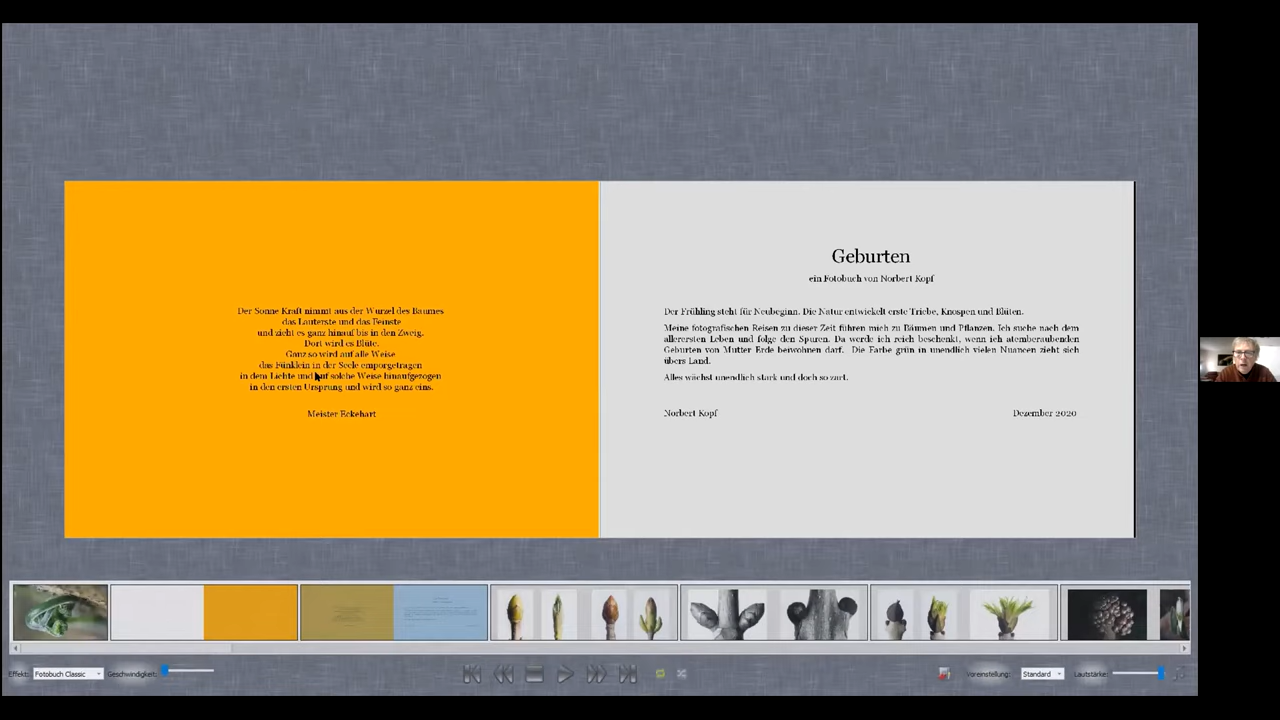 Der Sonne Kraft nimmt aus der Wurzel des Baumes
das Lauterste und das Feinste
und zieht es ganz hinauf bis in den Zweig.
Dort wird es Blüte.
Ganz so wird auf alle Weise
das Fünklein in der Seele emporgetragen
in dem Lichte und auf solche Weise hinaufgezogen
in den ersten Ursprung und wird so ganz eins.
Meister Eckehart
Geburten
ein Fotobuch von Norbert Kopf
Der Frühling steht für Neubeginn. Die Natur entwickelt erste Triebe, Knospen und Blüten.
Meine fotografischen Reisen zu dieser Zeit führen mich zu Bäumen und Pflanzen. Ich suche nach dem
allerersten Leben und folge den Spuren. Da werde ich reich beschenkt, wenn ich atemberaubenden
Geburten von Mutter Erde beiwohnen darf. Die Farbe grün in unendlich vielen Nuancen zieht sich
übers Land.
Alles wächst unendlich stark und doch so zart.
Norbert Kopf Dezember 2020
Effekt: Fotobuch Classic Geschwindigkeit: Voreinstellung: Standard Lautstärke: